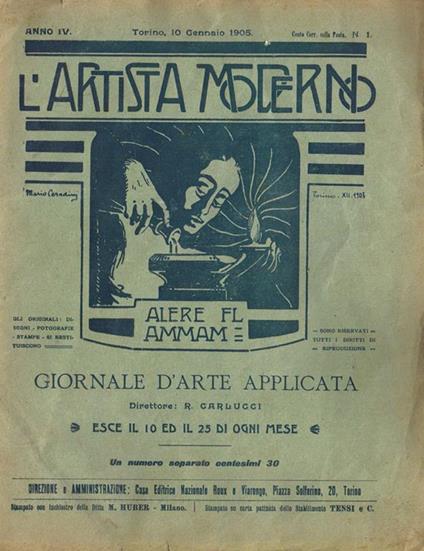 ANNO IV.
Torino, 10 Gennaio 1905.
Conto Corr. colla Posta. N. 1.
L'ARTISTA MODERNO
Mario Ceradini
Torino. XII. 1904
ALERE FL
AMMAM
GLI ORIGINALI: DI-
SEGNI - FOTOGRAFIE
- STAMPE - SI RESTI-
TUISCONO
— SONO RISERVATI —
TUTTI I DIRITTI DI
— RIPRODUZIONE —
GIORNALE D'ARTE APPLICATA
Direttore: R. CARLUCCI
ESCE IL 10 ED IL 25 DI OGNI MESE
Un numero separato centesimi 30
DIREZIONE e AMMINISTRAZIONE: Casa Editrice Nazionale Roux e Viarengo, Piazza Solferino, 20, Torino
Stampato con inchiostro della Ditta M. HUBER - Milano.
Stampato su carta patinata dello Stabilimento TENSI e C.